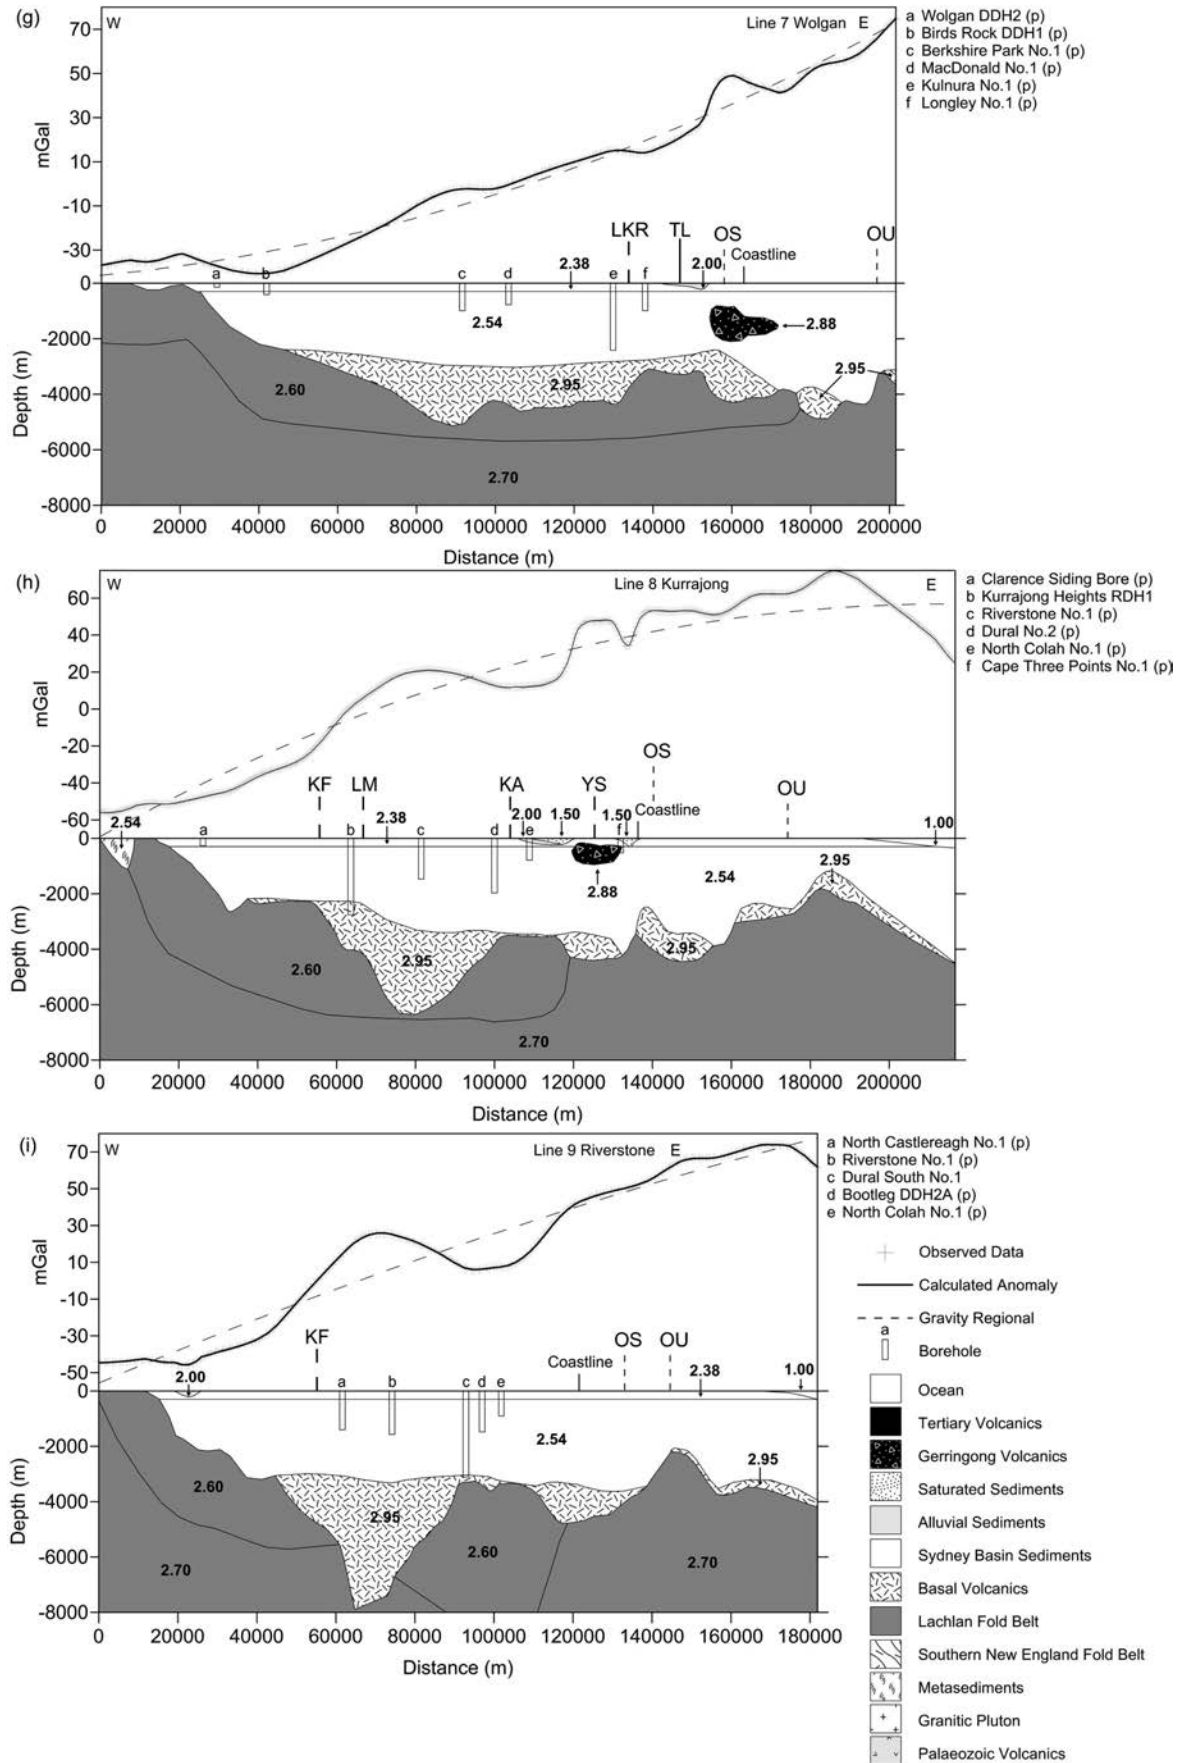 (g)
W
Line 7 Wolgan E
a Wolgan DDH2 (p)
b Birds Rock DDH1 (p)
c Berkshire Park No.1 (p)
d MacDonald No.1 (p)
e Kulnura No.1 (p)
f Longley No.1 (p)
70
50
30
10
-10
-30
mGal
LKR TL OS OU
Coastline
a b c d e f
2.38 2.00
0
-2000
-4000
-6000
-8000
Depth (m)
2.54
2.88
2.95
2.60
2.95
2.70
0 20000 40000 60000 80000 100000 120000 140000 160000 180000 200000
Distance (m)
(h)
W
Line 8 Kurrajong
E
a Clarence Siding Bore (p)
b Kurrajong Heights RDH1
c Riverstone No.1 (p)
d Dural No.2 (p)
e North Colah No.1 (p)
f Cape Three Points No.1 (p)
60
40
20
0
-20
-40
-60
mGal
OS
KF LM KA YS OU
2.54 2.38 2.00 1.50 1.50 Coastline 1.00
a b c d e f
0
-2000
-4000
-6000
-8000
Depth (m)
2.88
2.54
2.95
2.60
2.95
2.95
2.70
0 20000 40000 60000 80000 100000 120000 140000 160000 180000 200000
Distance (m)
(i)
W
Line 9 Riverstone E
a North Castlereagh No.1 (p)
b Riverstone No.1 (p)
c Dural South No.1
d Bootleg DDH2A (p)
e North Colah No.1 (p)
70
50
30
10
-10
-30
-50
mGal
KF OS OU
Coastline
2.00 2.38 1.00
a b c d e
0
-2000
-4000
-6000
-8000
Depth (m)
2.54
2.95
2.60
2.95
2.60
2.70
2.70
0 20000 40000 60000 80000 100000 120000 140000 160000 180000
Distance (m)
Observed Data
Calculated Anomaly
Gravity Regional
a
Borehole
Ocean
Tertiary Volcanics
Gerringong Volcanics
Saturated Sediments
Alluvial Sediments
Sydney Basin Sediments
Basal Volcanics
Lachlan Fold Belt
Southern New England Fold Belt
Metasediments
Granitic Pluton
Palaeozoic Volcanics